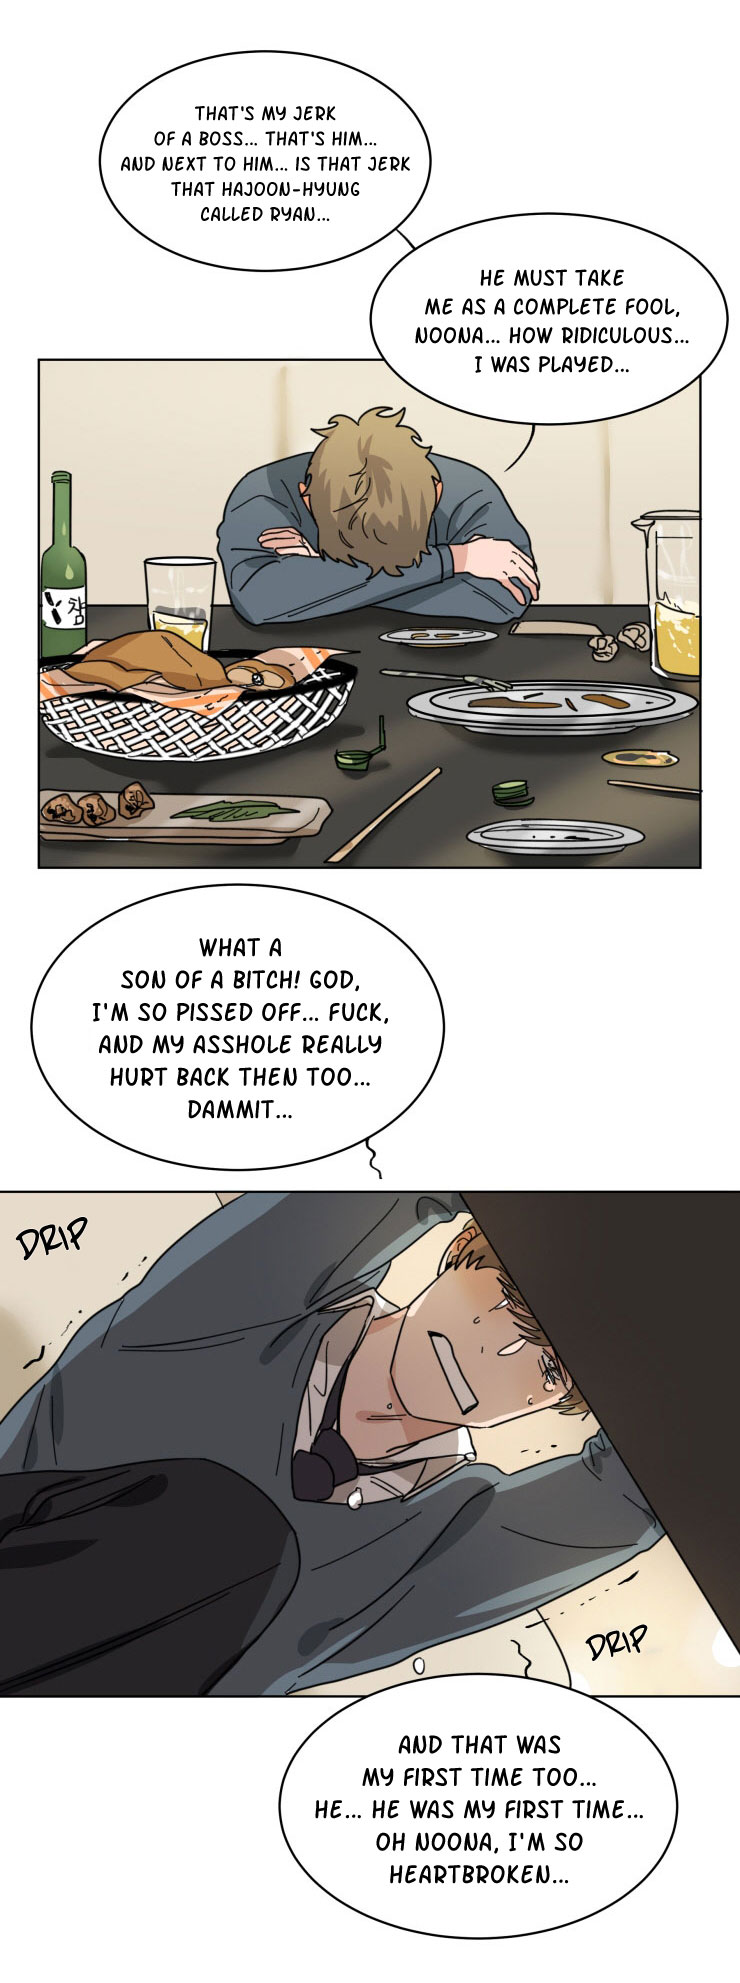 THAT'S MY JERK
OF A BOSS... THAT'S HIM...
AND NEXT TO HIM... IS THAT JERK
THAT HAJOON-HYUNG
CALLED RYAN...
HE MUST TAKE
ME AS A COMPLETE FOOL,
NOONA... HOW RIDICULOUS...
I WAS PLAYED...
참
WHAT A
SON OF A BITCH! GOD,
I'M SO PISSED OFF... FUCK,
AND MY ASSHOLE REALLY
HURT BACK THEN TOO...
DAMMIT...
DRIP
DRIP
AND THAT WAS
MY FIRST TIME TOO...
HE... HE WAS MY FIRST TIME...
OH NOONA, I'M SO
HEARTBROKEN...